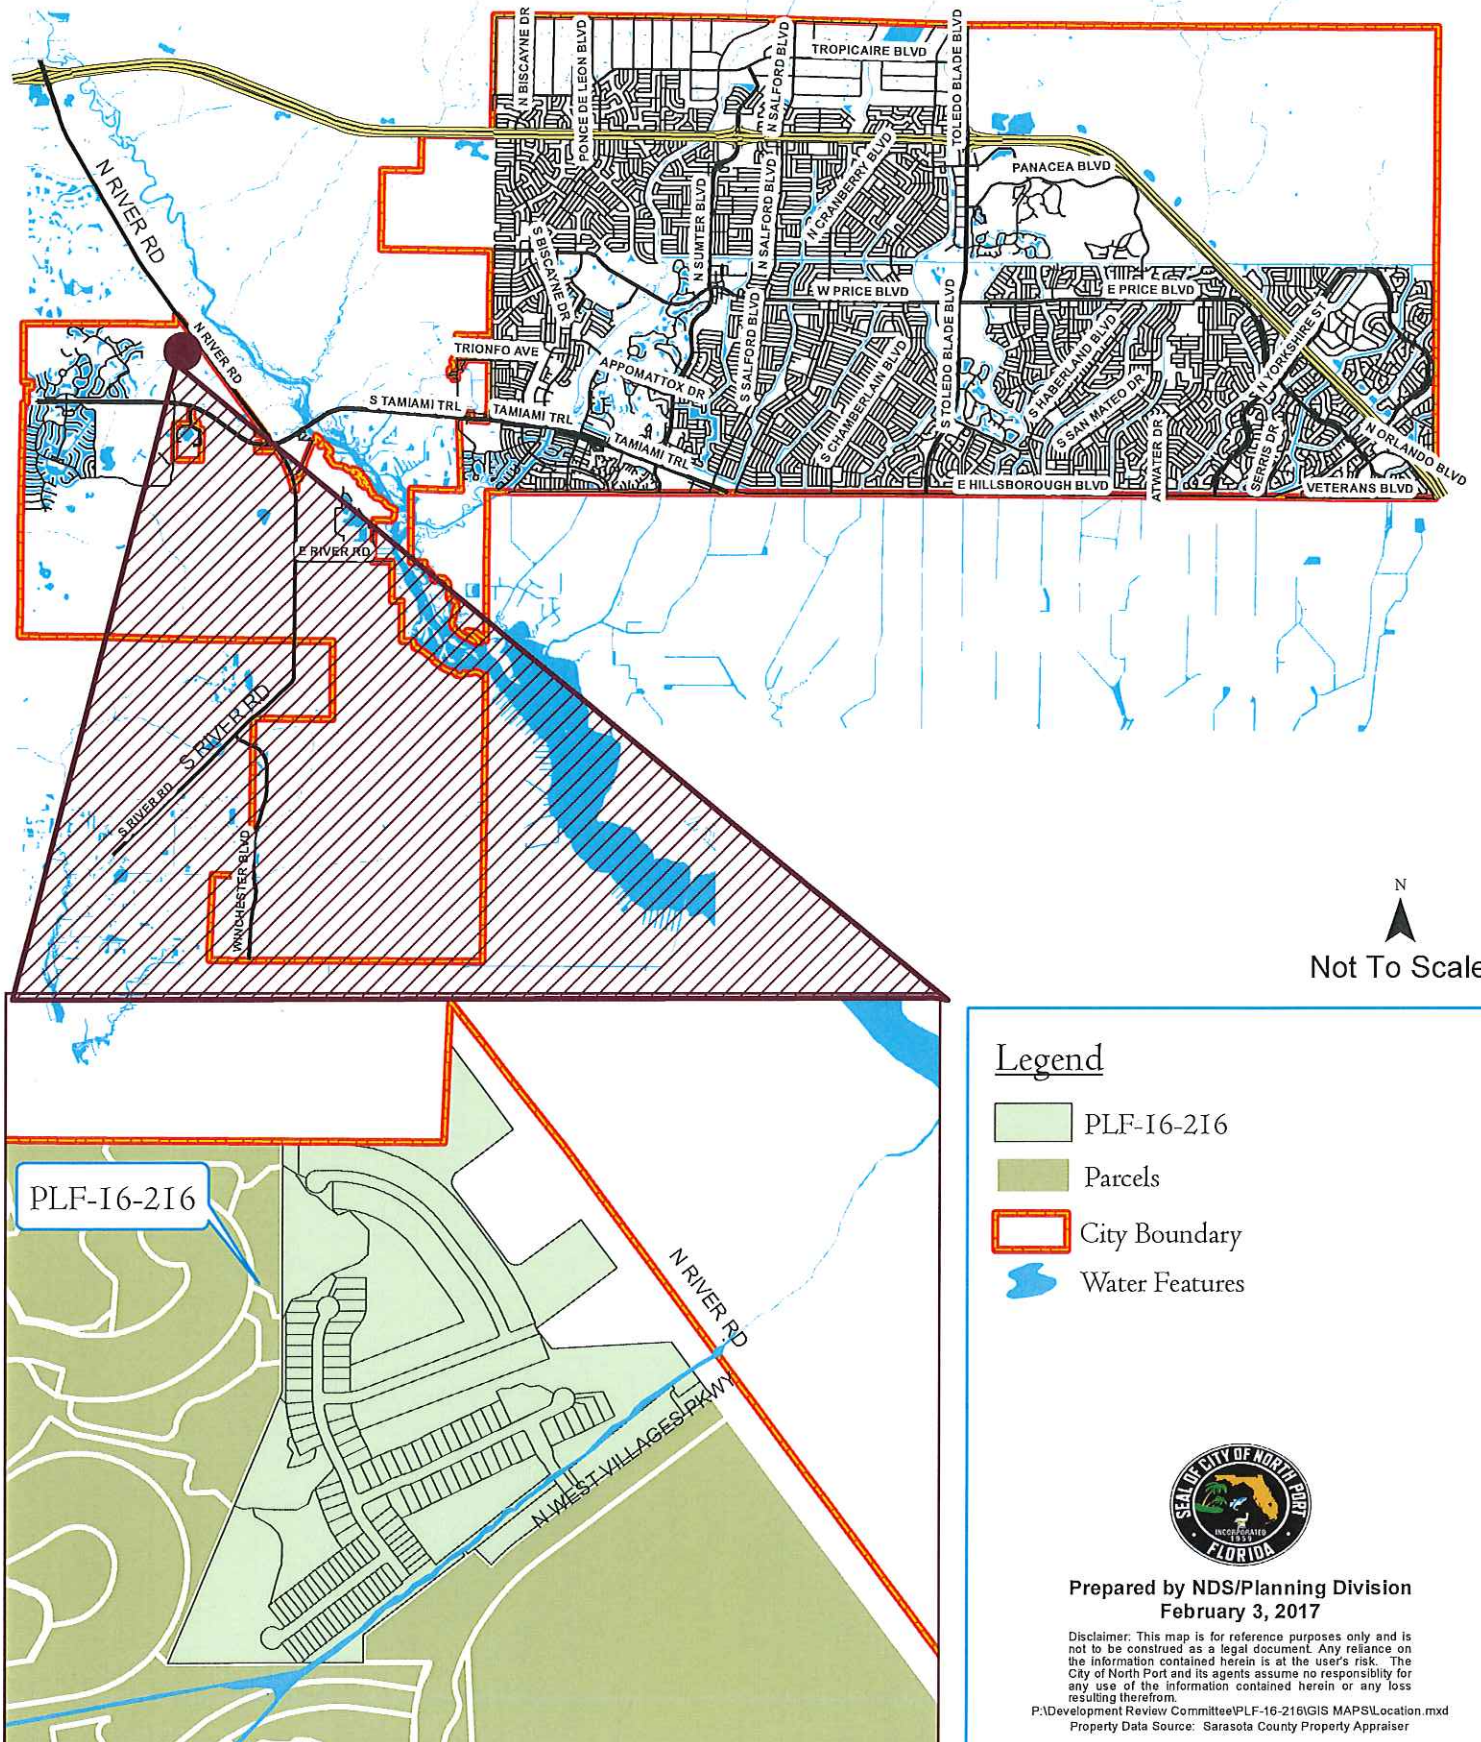 N BISCAYNE DR
PONCE DE LEON BLVD
N SALFORD BLVD
TROPICAIRE BLVD
TOLEDO BLADE BLVD
N RIVER RD
N SUMTER BLVD
N SALFORD BLVD
N CRANBERRY BLVD
PANACEA BLVD
S BISCAYNE DR
W PRICE BLVD
E PRICE BLVD
N RIVER RD
TRIONFO AVE
APPOMATTOX DR
S SALFORD BLVD
S CHAMBERLAIN BLVD
S TOLEDO BLADE BLVD
S HABERLAND BLVD
S SAN MATEO DR
N YORKSHIRE ST
S TAMIAMI TRL
TAMIAMI TRL
TAMIAMI TRL
ATWATER DR
SERRIS DR
N ORLANDO BLVD
E HILLSBOROUGH BLVD
VETERANS BLVD
E RIVER RD
S RIVER RD
S RIVER RD
WINCHESTER BLVD
N
Not To Scale
PLF-16-216
N RIVER RD
N WEST VILLAGES PKWY
Legend
PLF-16-216
Parcels
City Boundary
Water Features
SEAL OF CITY OF NORTH PORT
INCORPORATED
1959
FLORIDA
Prepared by NDS/Planning Division
February 3, 2017
Disclaimer: This map is for reference purposes only and is
not to be construed as a legal document. Any reliance on
the information contained herein is at the user's risk. The
City of North Port and its agents assume no responsiblity for
any use of the information contained herein or any loss
resulting therefrom.
P:\Development Review Committee\PLF-16-216\GIS MAPS\Location.mxd
Property Data Source: Sarasota County Property Appraiser